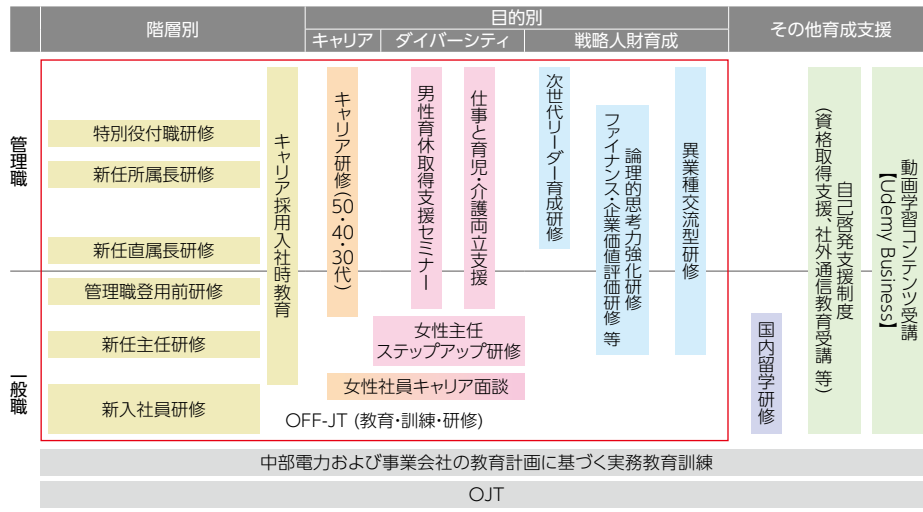 階層別
目的別
その他育成支援
キャリア
ダイバーシティ
戦略人財育成
管理職
一般職
特別役付職研修
新任所属長研修
新任直属長研修
管理職登用前研修
新任主任研修
新入社員研修
キャリア採用入社時教育
キャリア研修(50・40・30代)
男性育休取得支援セミナー
仕事と育児・介護両立支援
女性主任
ステップアップ研修
女性社員キャリア面談
次世代リーダー育成研修
論理的思考力強化研修
ファイナンス・企業価値評価研修 等
異業種交流型研修
OFF-JT (教育・訓練・研修)
国内留学研修
自己啓発支援制度
(資格取得支援、社外通信教育受講 等)
動画学習コンテンツ受講
【Udemy Business】
中部電力および事業会社の教育計画に基づく実務教育訓練
OJT